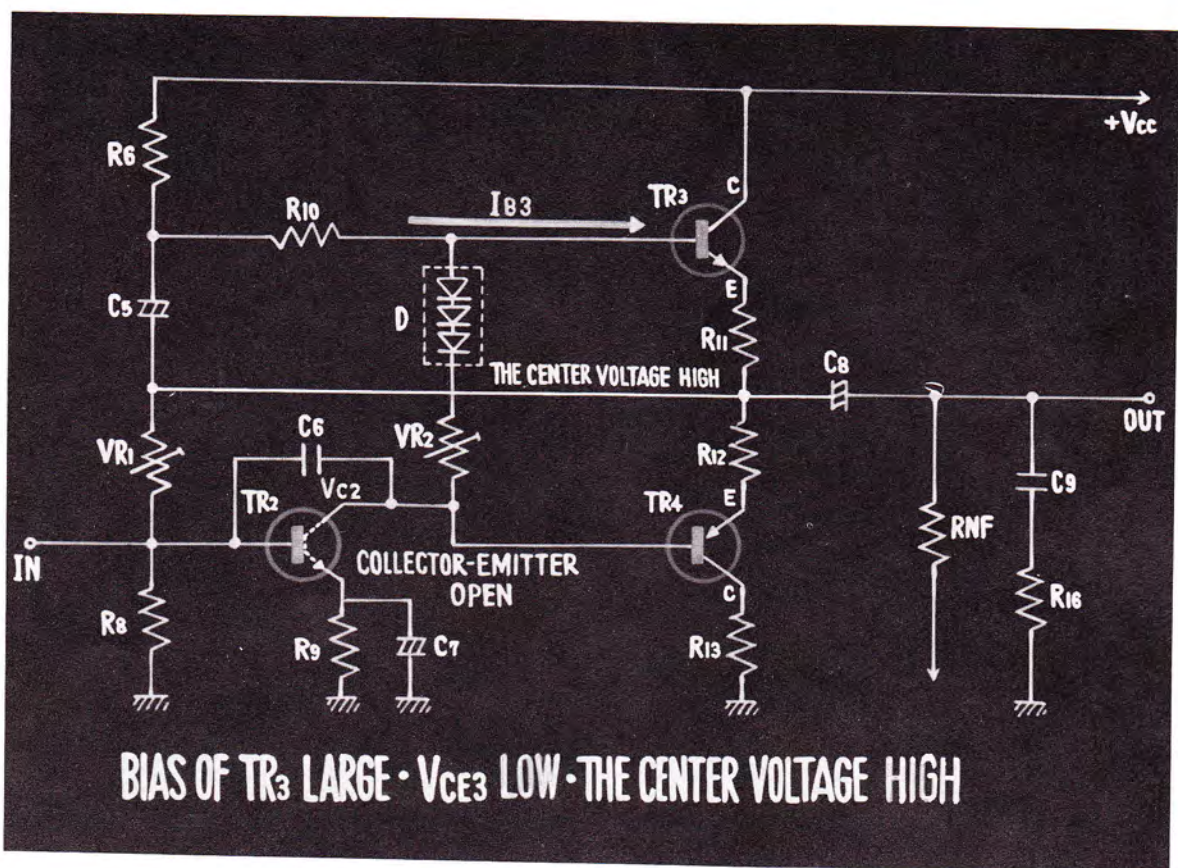 +Vcc
R6
R10
IB3
TR3
C
E
C5
D
R11
THE CENTER VOLTAGE HIGH
C8
OUT
VR1
C6
VR2
R12
TR2
VC2
TR4
E
C9
IN
COLLECTOR-EMITTER
OPEN
RNF
C
R8
R9
C7
R13
R16
BIAS OF TR3 LARGE · VCE3 LOW · THE CENTER VOLTAGE HIGH